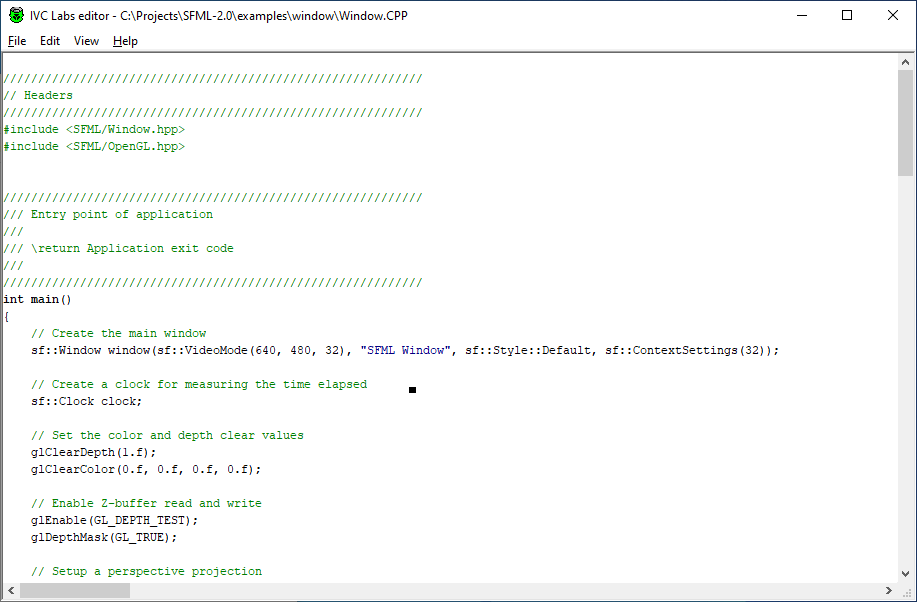 IVC Labs editor - C:\Projects\SFML-2.0\examples\window\Window.CPP
File Edit View Help
////////////////////////////////////////////////////////////
// Headers
////////////////////////////////////////////////////////////
#include <SFML/Window.hpp>
#include <SFML/OpenGL.hpp>
////////////////////////////////////////////////////////////
/// Entry point of application
///
/// \return Application exit code
///
////////////////////////////////////////////////////////////
int main()
{
    // Create the main window
    sf::Window window(sf::VideoMode(640, 480, 32), "SFML Window", sf::Style::Default, sf::ContextSettings(32));
    // Create a clock for measuring the time elapsed
    sf::Clock clock;
    // Set the color and depth clear values
    glClearDepth(1.f);
    glClearColor(0.f, 0.f, 0.f, 0.f);
    // Enable Z-buffer read and write
    glEnable(GL_DEPTH_TEST);
    glDepthMask(GL_TRUE);
    // Setup a perspective projection